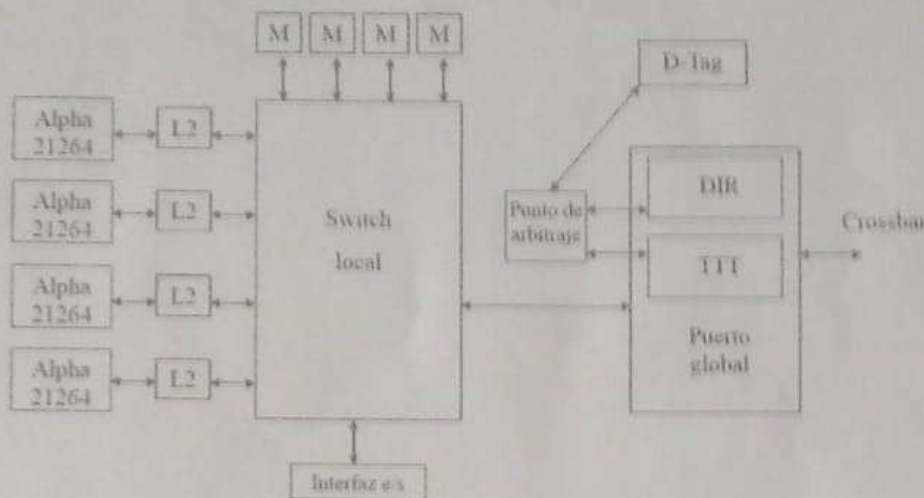 M M M M
D-Tag
Alpha
21264
L2
Alpha
21264
L2
Alpha
21264
L2
Alpha
21264
L2
Switch
local
Punto de
arbitraje
DIR
TTT
Puerto
global
Crossbar
Interfaz e/s